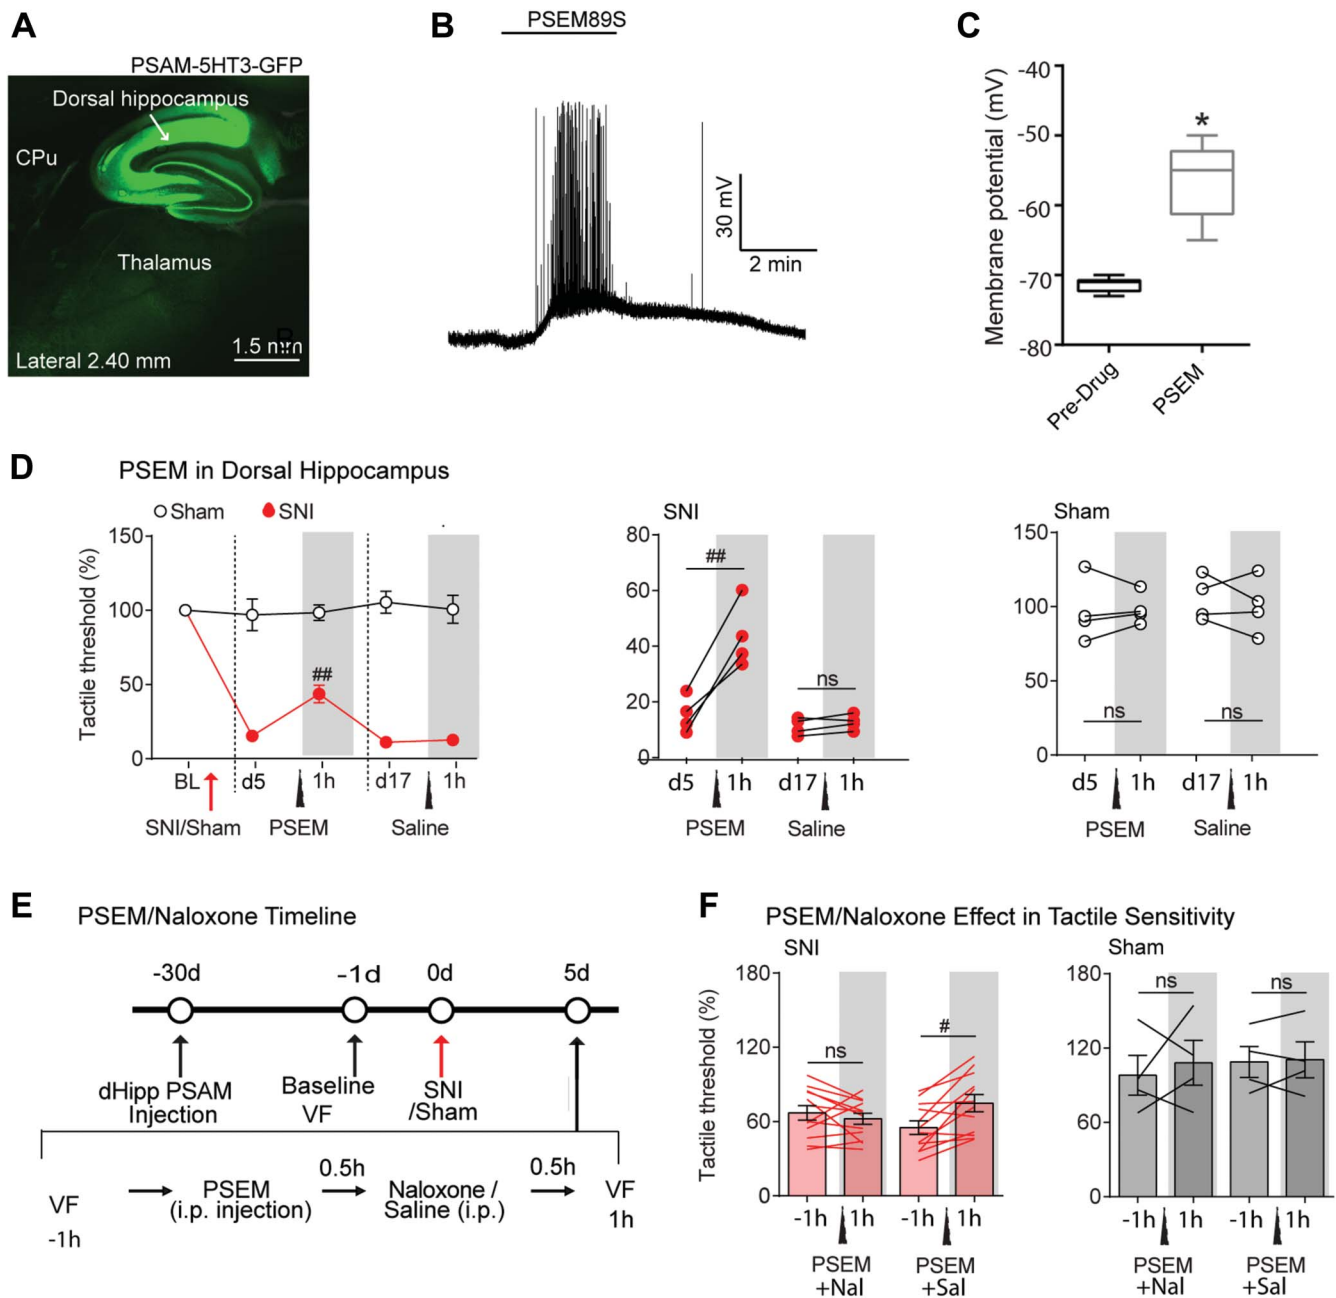 A
PSAM-5HT3-GFP
Dorsal hippocampus
CPu
Thalamus
1.5 mm
Lateral 2.40 mm
B
PSEM89S
30 mV
2 min
C
Membrane potential (mV)
-40
-50
-60
-70
-80
*
Pre-Drug
PSEM
D
PSEM in Dorsal Hippocampus
Sham
SNI
Tactile threshold (%)
150
100
50
0
##
BL
d5
1h
d17
1h
SNI/Sham
PSEM
Saline
SNI
80
60
40
20
0
##
ns
d5
1h
d17
1h
PSEM
Saline
Sham
150
100
50
0
ns
ns
d5
1h
d17
1h
PSEM
Saline
E
PSEM/Naloxone Timeline
-30d
-1d
0d
5d
dHipp PSAM
Injection
Baseline
VF
SNI
/Sham
VF
-1h
PSEM
(i.p. injection)
0.5h
Naloxone /
Saline (i.p.)
0.5h
VF
1h
F
PSEM/Naloxone Effect in Tactile Sensitivity
SNI
Tactile threshold (%)
180
120
60
0
ns
#
-1h
1h
-1h
1h
PSEM
+Nal
PSEM
+Sal
Sham
180
120
60
0
ns
ns
-1h
1h
-1h
1h
PSEM
+Nal
PSEM
+Sal